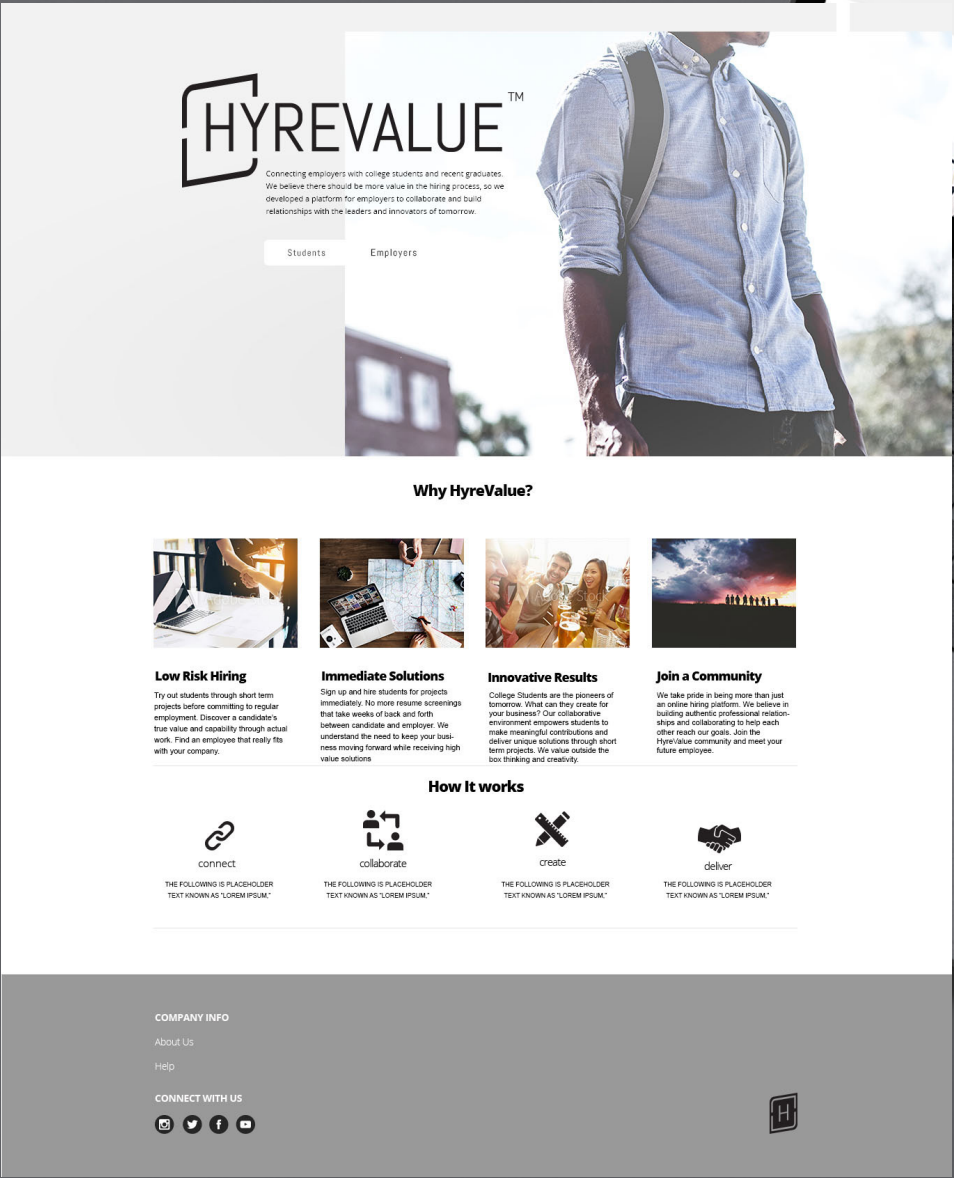 HYREVALUE TM
Connecting employers with college students and recent graduates.
We believe there should be more value in the hiring process, so we
developed a platform for employers to collaborate and build
relationships with the leaders and innovators of tomorrow.
Students
Employers
Why HyreValue?
Low Risk Hiring
Try out students through short term
projects before committing to regular
employment. Discover a candidate's
true value and capability through actual
work. Find an employee that really fits
with your company.
Immediate Solutions
Sign up and hire students for projects
immediately. No more resume screenings
that take weeks of back and forth
between candidate and employer. We
understand the need to keep your busi-
ness moving forward while receiving high
value solutions
Innovative Results
College Students are the pioneers of
tomorrow. What can they create for
your business? Our collaborative
environment empowers students to
make meaningful contributions and
deliver unique solutions through short
term projects. We value outside the
box thinking and creativity.
Join a Community
We take pride in being more than just
an online hiring platform. We believe in
building authentic professional relation-
ships and collaborating to help each
other reach our goals. Join the
HyreValue community and meet your
future employee.
How It works
connect
THE FOLLOWING IS PLACEHOLDER
TEXT KNOWN AS "LOREM IPSUM,"
collaborate
THE FOLLOWING IS PLACEHOLDER
TEXT KNOWN AS "LOREM IPSUM,"
create
THE FOLLOWING IS PLACEHOLDER
TEXT KNOWN AS "LOREM IPSUM,"
deliver
THE FOLLOWING IS PLACEHOLDER
TEXT KNOWN AS "LOREM IPSUM,"
COMPANY INFO
About Us
Help
CONNECT WITH US
H